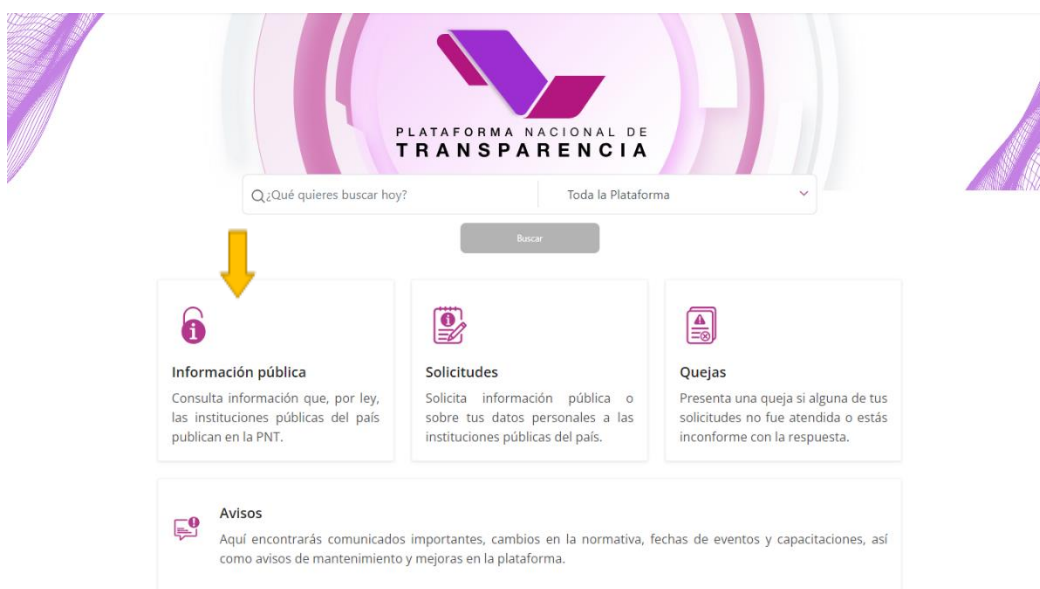 PLATAFORMA NACIONAL DE
TRANSPARENCIA
¿Qué quieres buscar hoy?
Toda la Plataforma
Buscar
Información pública
Consulta información que, por ley,
las instituciones públicas del país
publican en la PNT.
Solicitudes
Solicita información pública o
sobre tus datos personales a las
instituciones públicas del país.
Quejas
Presenta una queja si alguna de tus
solicitudes no fue atendida o estás
inconforme con la respuesta.
Avisos
Aquí encontrarás comunicados importantes, cambios en la normativa, fechas de eventos y capacitaciones, así
como avisos de mantenimiento y mejoras en la plataforma.